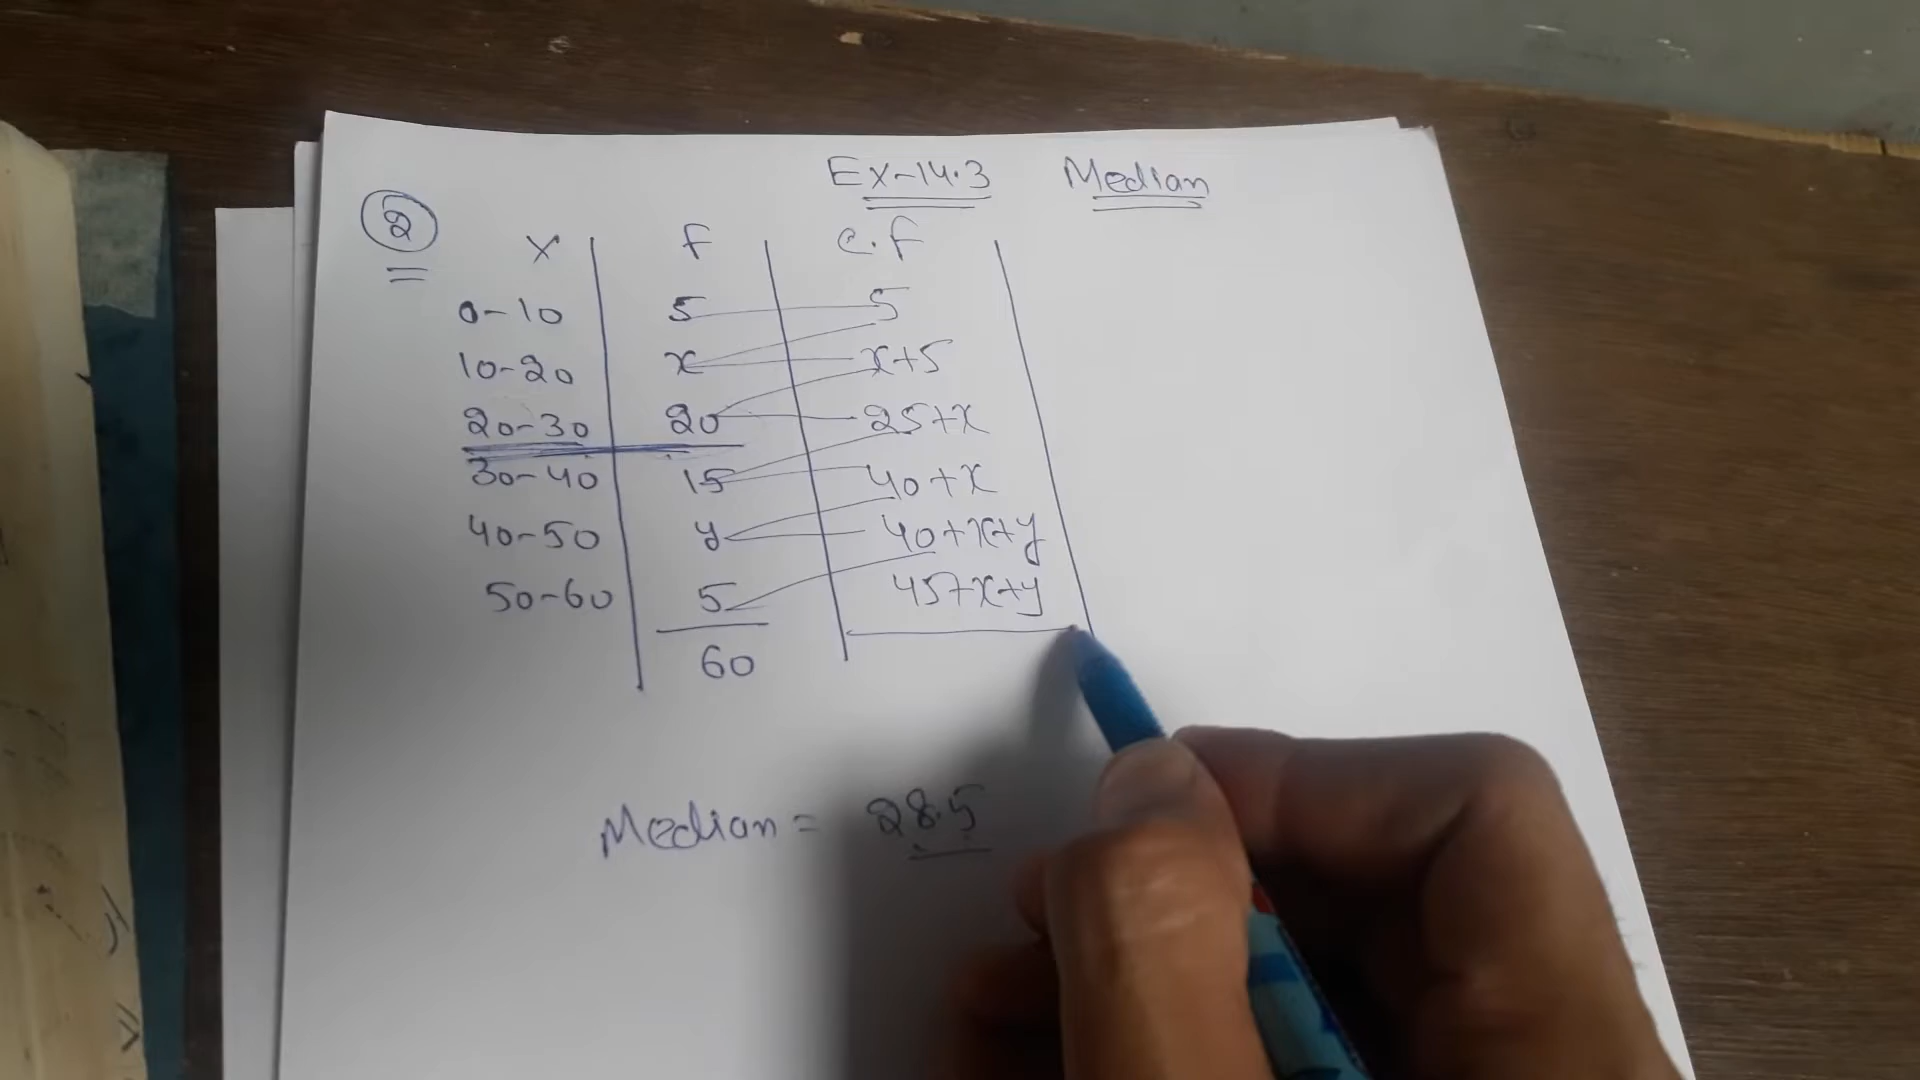 Ex-14.3 Median
2
X F C.F
0-10 5 5
10-20 x x+5
20-30 20 25+x
30-40 15 40+x
40-50 y 40+x+y
50-60 5 45+x+y
60
Median = 28.5